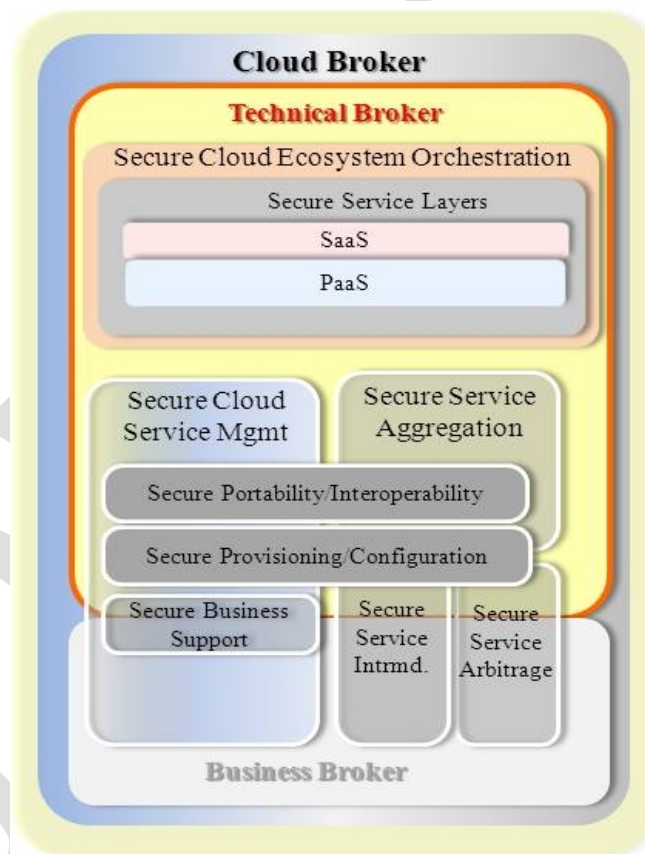 Cloud Broker
Technical Broker
Secure Cloud Ecosystem Orchestration
Secure Service Layers
SaaS
PaaS
Secure Cloud
Service Mgmt
Secure Service
Aggregation
Secure Portability/Interoperability
Secure Provisioning/Configuration
Secure Business
Support
Secure
Service
Intrmd.
Secure
Service
Arbitrage
Business Broker